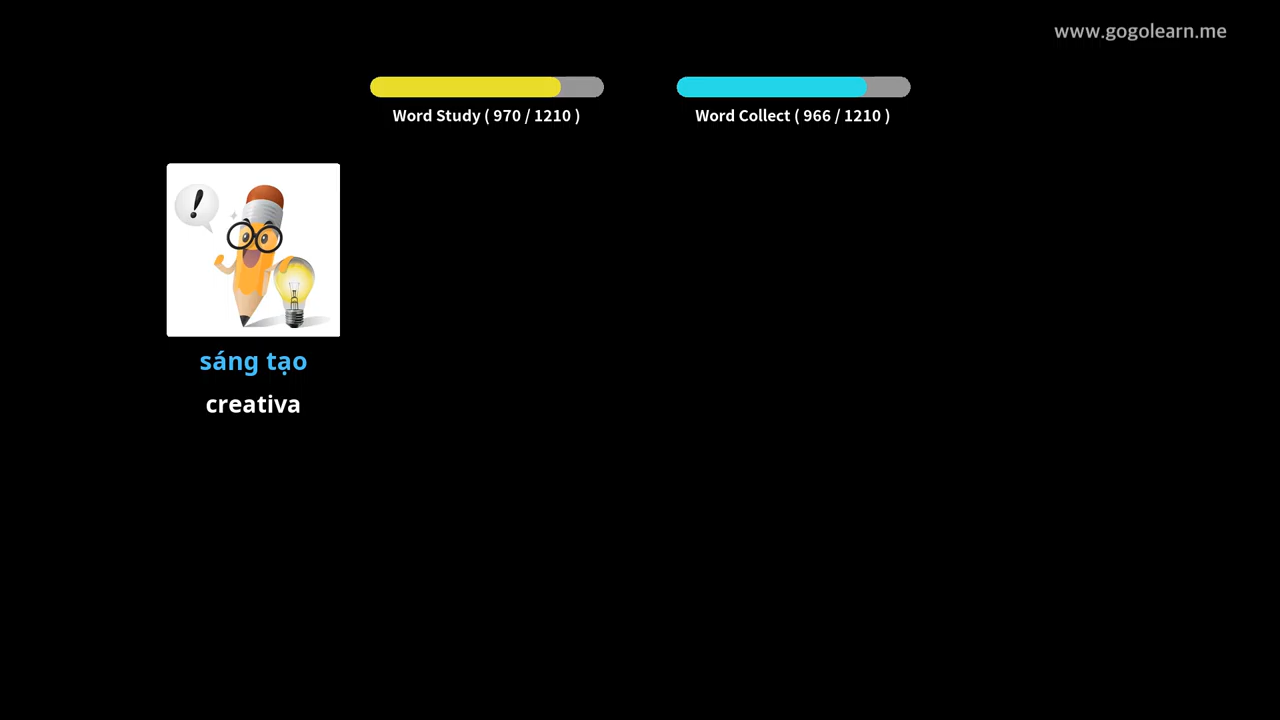 www.gogolearn.me
Word Study ( 970 / 1210 )
Word Collect ( 966 / 1210 )
!
sáng tạo
creativa